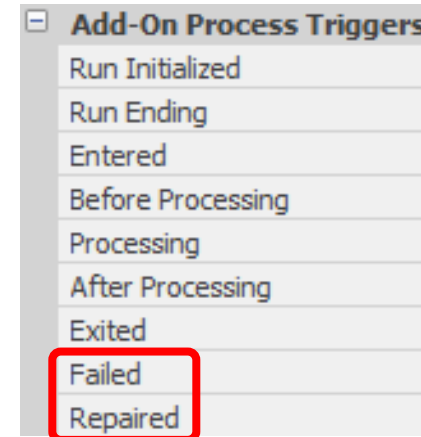 Add-On Process Triggers
Run Initialized
Run Ending
Entered
Before Processing
Processing
After Processing
Exited
Failed
Repaired